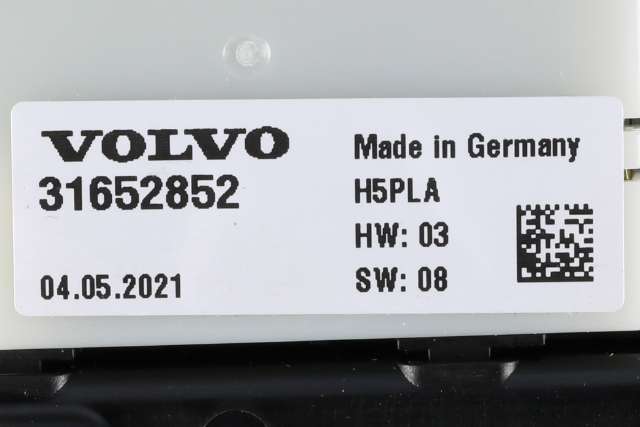 VOLVO
31652852
04.05.2021
Made in Germany
H5PLA
HW: 03
SW: 08